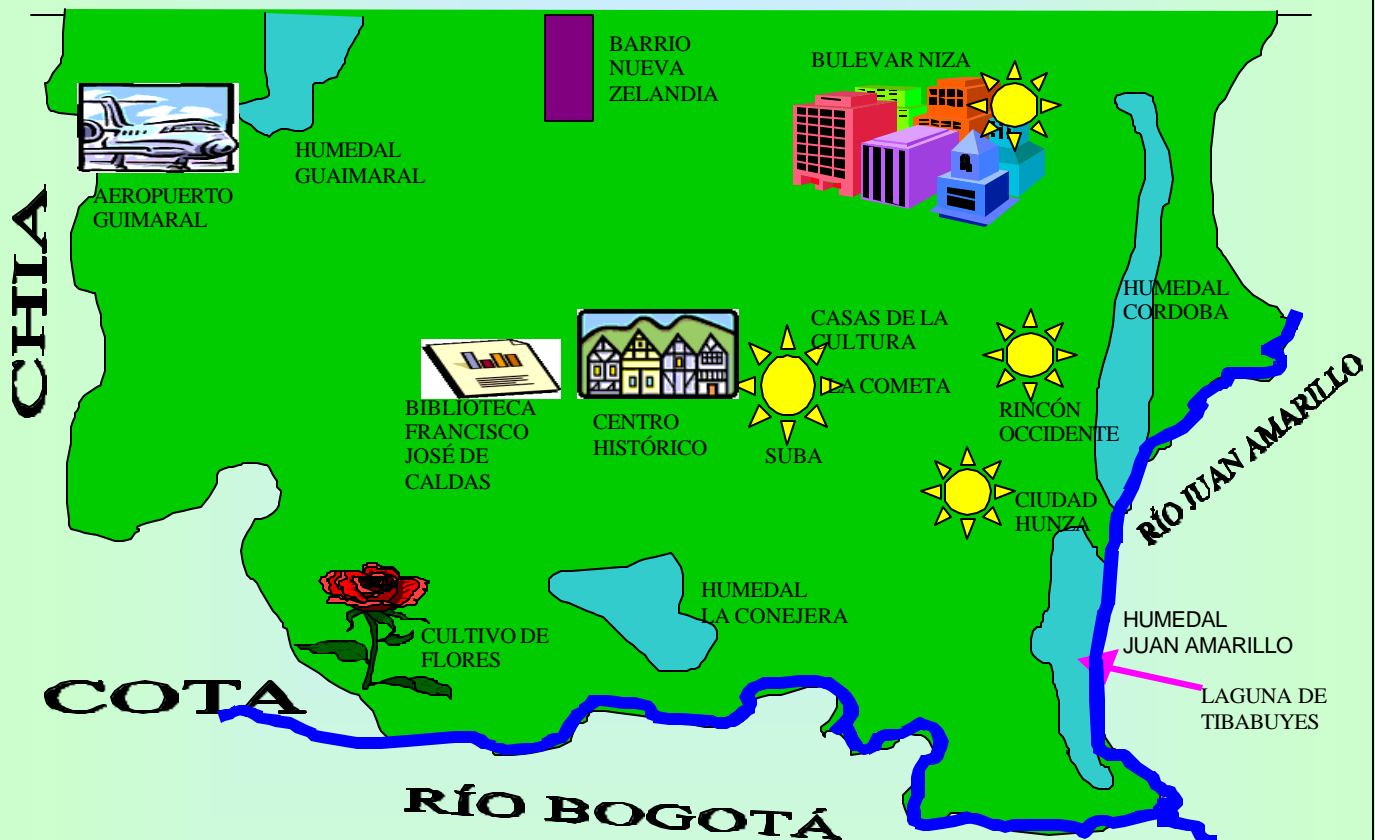 BARRIO
NUEVA
ZELANDIA
BULEVAR NIZA
HUMEDAL
GUAIMARAL
AEROPUERTO
GUIMARAL
CHIA
HUMEDAL
CORDOBA
CASAS DE LA
CULTURA
LA COMETA
BIBLIOTECA
FRANCISCO
JOSÉ DE
CALDAS
CENTRO
HISTÓRICO
SUBA
RINCÓN
OCCIDENTE
RÍO JUAN AMARILLO
CIUDAD
HUNZA
HUMEDAL
LA CONEJERA
CULTIVO DE
FLORES
HUMEDAL
JUAN AMARILLO
LAGUNA DE
TIBABUYES
COTA
RÍO BOGOTÁ